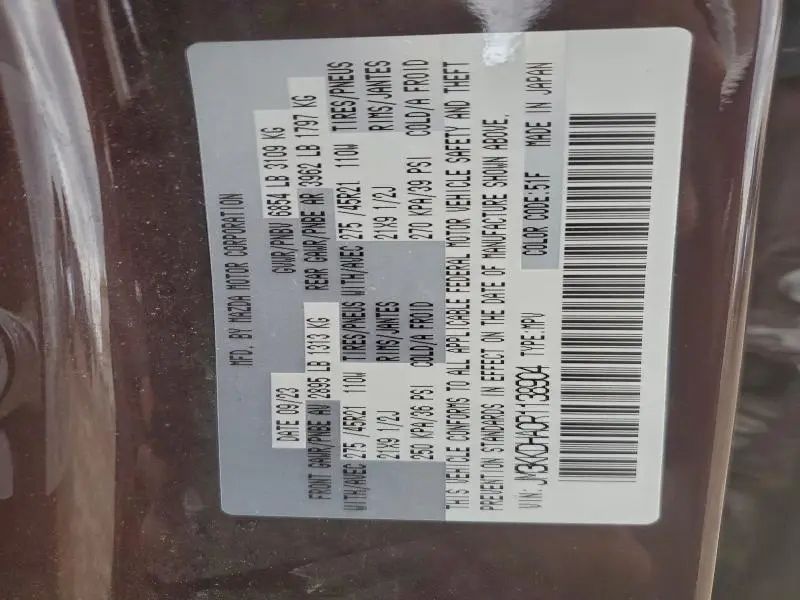 MFD. BY MAZDA MOTOR CORPORATION
DATE 09/23 GVWR/PNBV 6854 LB 3109 KG
FRONT GAWR/PNBE AV 2895 LB 1313 KG REAR GAWR/PNBE AR 3962 LB 1797 KG
WITH/AVEC 275 /45R21 110W TIRES/PNEUS WITH/AVEC 275 /45R21 110W TIRES/PNEUS
21X9 1/2J RIMS/JANTES 21X9 1/2J RIMS/JANTES
250 KPA/36 PSI COLD/A FROID 270 KPA/39 PSI COLD/A FROID
THIS VEHICLE CONFORMS TO ALL APPLICABLE FEDERAL MOTOR VEHICLE SAFETY AND THEFT
PREVENTION STANDARDS IN EFFECT ON THE DATE OF MANUFACTURE SHOWN ABOVE.
VIN: TYPE:MPV COLOR CODE:51F MADE IN JAPAN